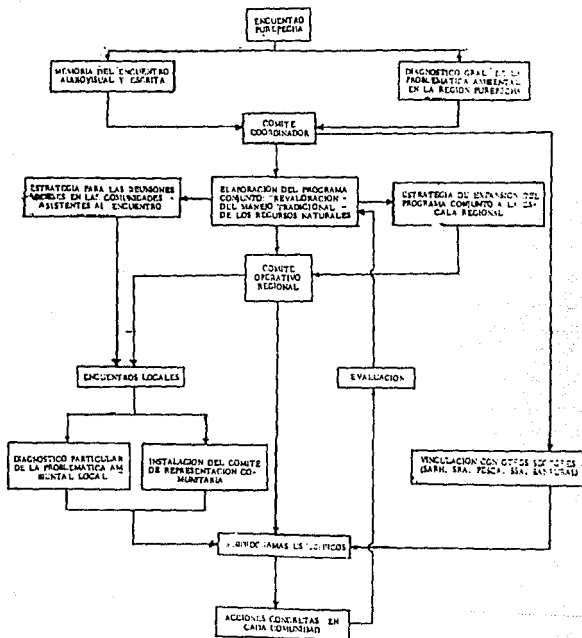 ENCUENTRO
PUREPECHA
MEMORIA DEL ENCUENTRO
AUDIOVISUAL Y ESCRITA
DIAGNOSTICO GRAL DE LA
PROBLEMATICA AMBIENTAL
EN LA REGION PUREPECHA
COMITE
COORDINADOR
ESTRATEGIA PARA LAS REUNIONES
EN LAS COMUNIDADES -
ASISTENTES AL ENCUENTRO
ELABORACION DEL PROGRAMA
CONJUNTO: "REVALORACION -
DEL MANEJO TRADICIONAL -
DE LOS RECURSOS NATURALES
ESTRATEGIA DE EXPANSION DEL
PROGRAMA CONJUNTO A LA ES-
CALA REGIONAL
COMITE
OPERATIVO
REGIONAL
ENCUENTROS LOCALES
EVALUACION
DIAGNOSTICO PARTICULAR
DE LA PROBLEMATICA AM
BIENTAL LOCAL
INSTALACION DEL COMITE
DE REPRESENTACION CO-
MUNITARIA
VINCULACION CON OTROS SECTORES
(SARH, SRA, PESCA, SSA,
ACCIONES CONCRETAS EN
CADA COMUNIDAD